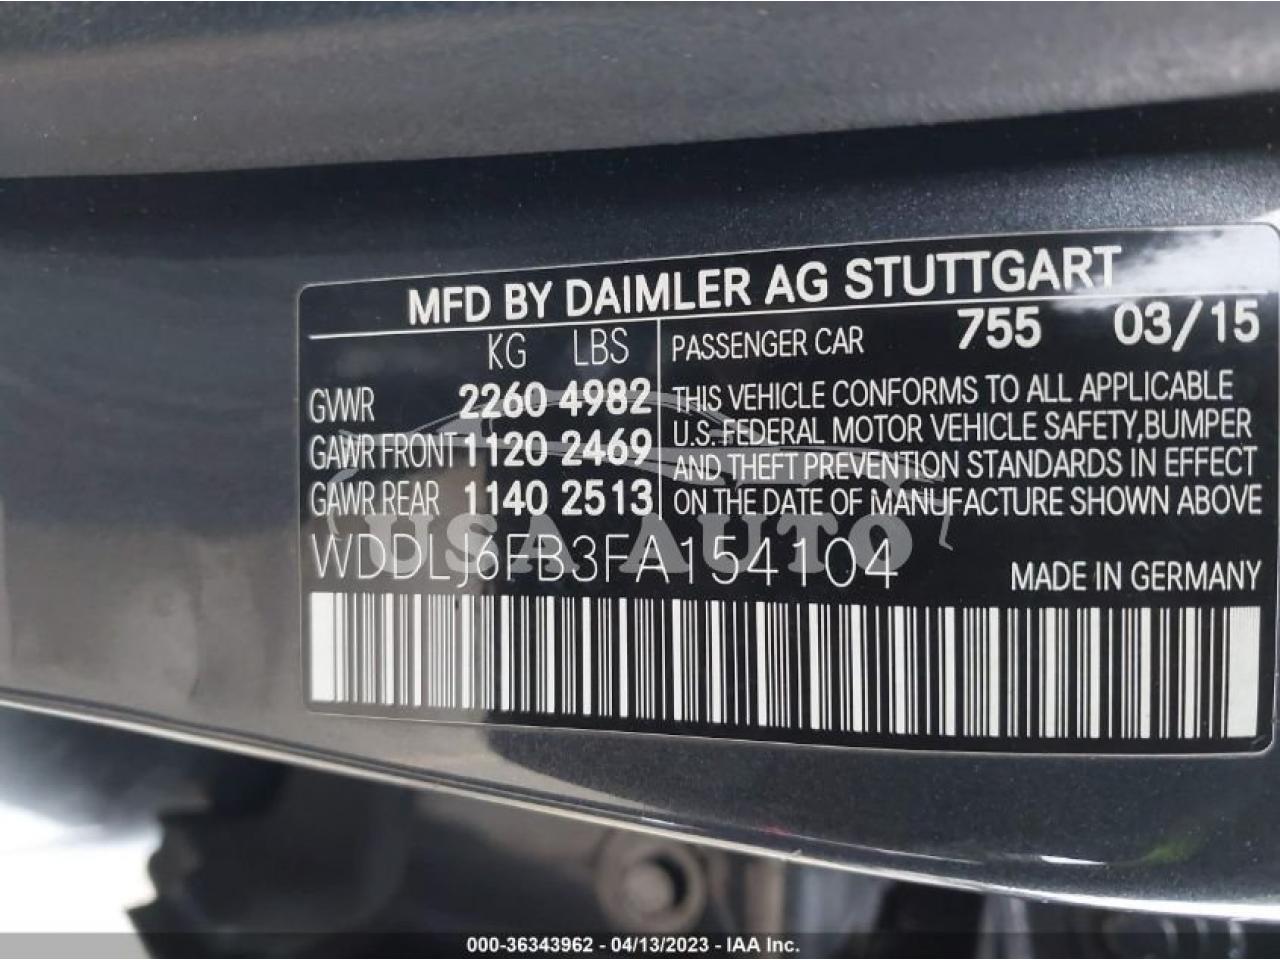 MFD BY DAIMLER AG STUTTGART
KG LBS
GVWR 2260 4982
GAWR FRONT 1120 2469
GAWR REAR 1140 2513
PASSENGER CAR 755 03/15
THIS VEHICLE CONFORMS TO ALL APPLICABLE
U.S. FEDERAL MOTOR VEHICLE SAFETY,BUMPER
AND THEFT PREVENTION STANDARDS IN EFFECT
ON THE DATE OF MANUFACTURE SHOWN ABOVE
USA AUTO
WDDLJ6FB3FA154104
MADE IN GERMANY
000-36343962 - 04/13/2023 - IAA Inc.